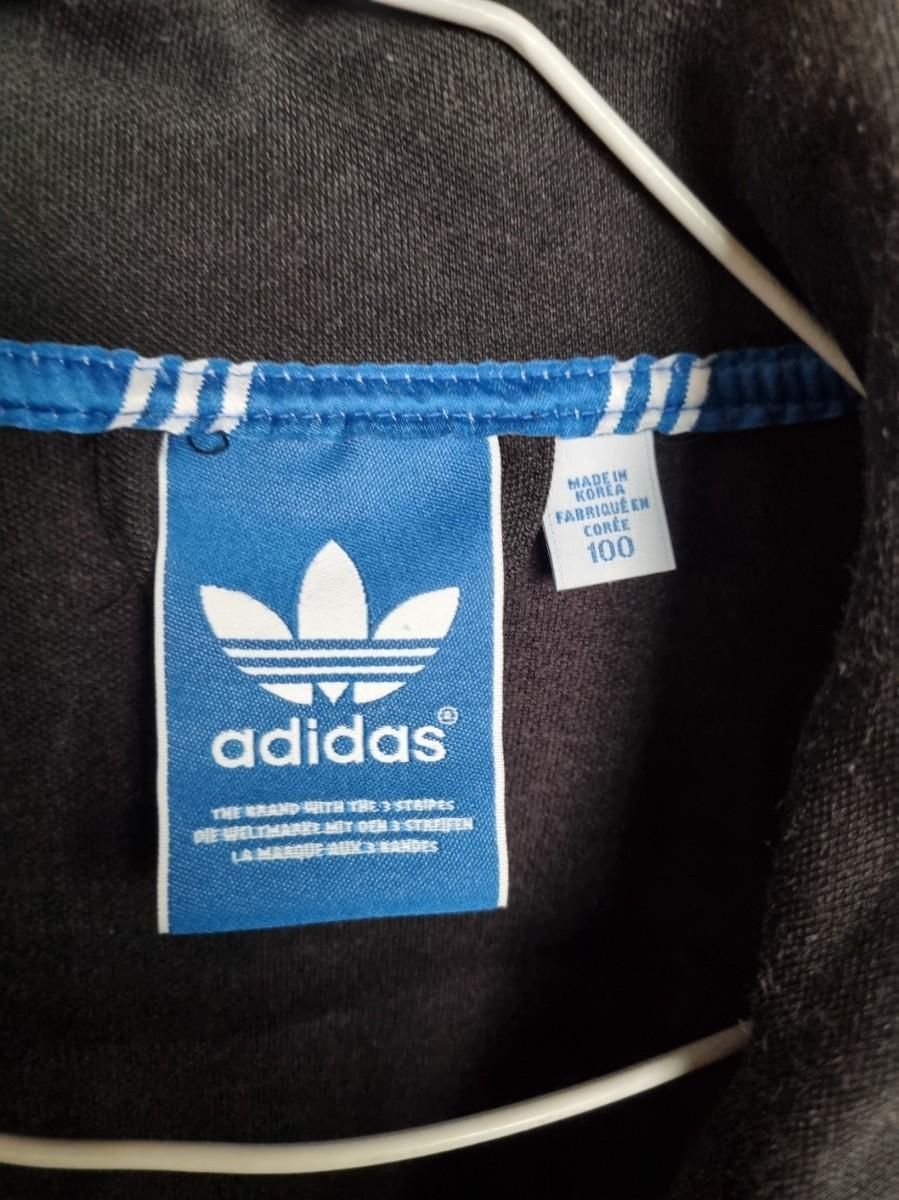 MADE IN
KOREA
FABRIQUÉ EN
CORÉE
100
adidas®
THE BRAND WITH THE 3 STRIPES
DIE WELTMARKE MIT DEN 3 STREIFEN
LA MARQUE AUX 3 BANDES